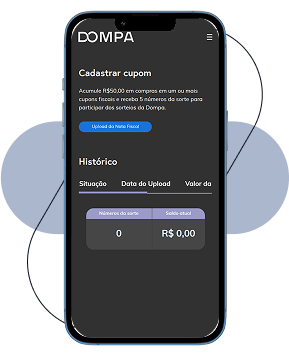 DOMPA
Cadastrar cupom
Acumule R$50,00 em compras em um ou mais
cupons fiscais e receba 5 números da sorte para
participar dos sorteios da Dompa.
Upload da Nota Fiscal
Histórico
Situação Data do Upload Valor da
Números da sorte Saldo atual
0 R$ 0,00